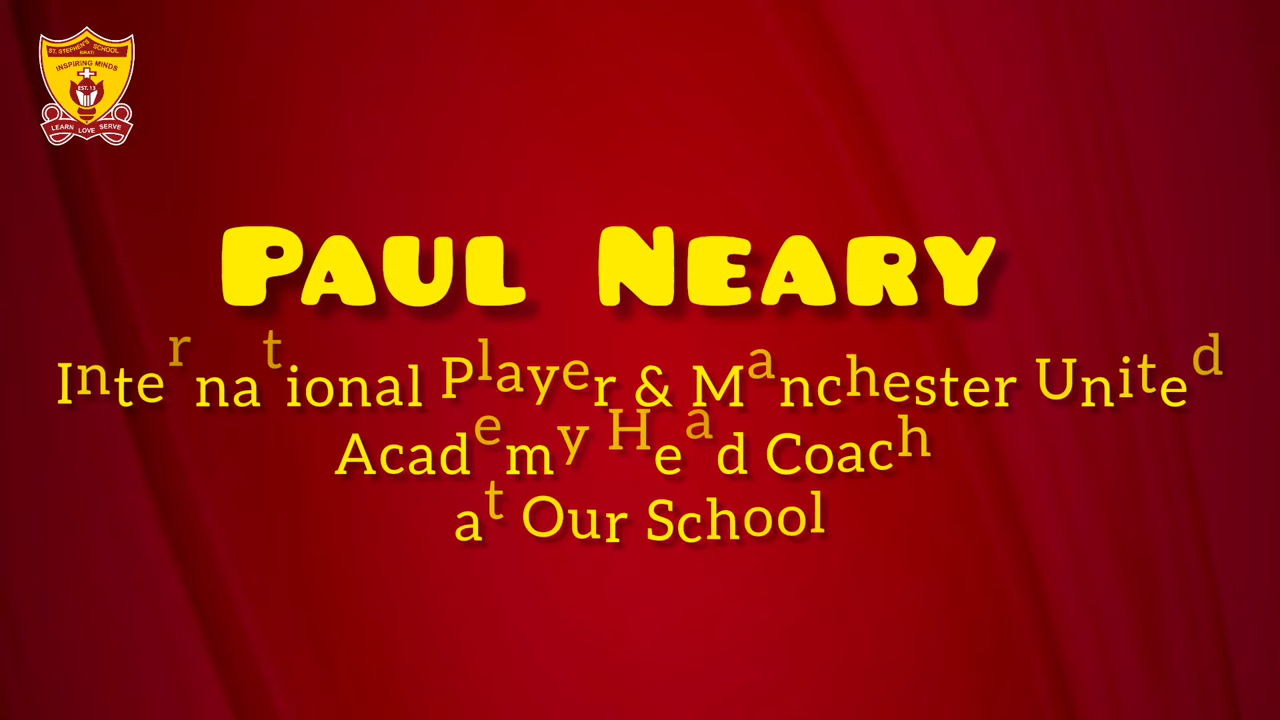 ST. STEPHEN'S SCHOOL
BIRATI
INSPIRING MINDS
EST. 13
LEARN LOVE SERVE
PAUL NEARY
International Player & Manchester United
Academy Head Coach
at Our School